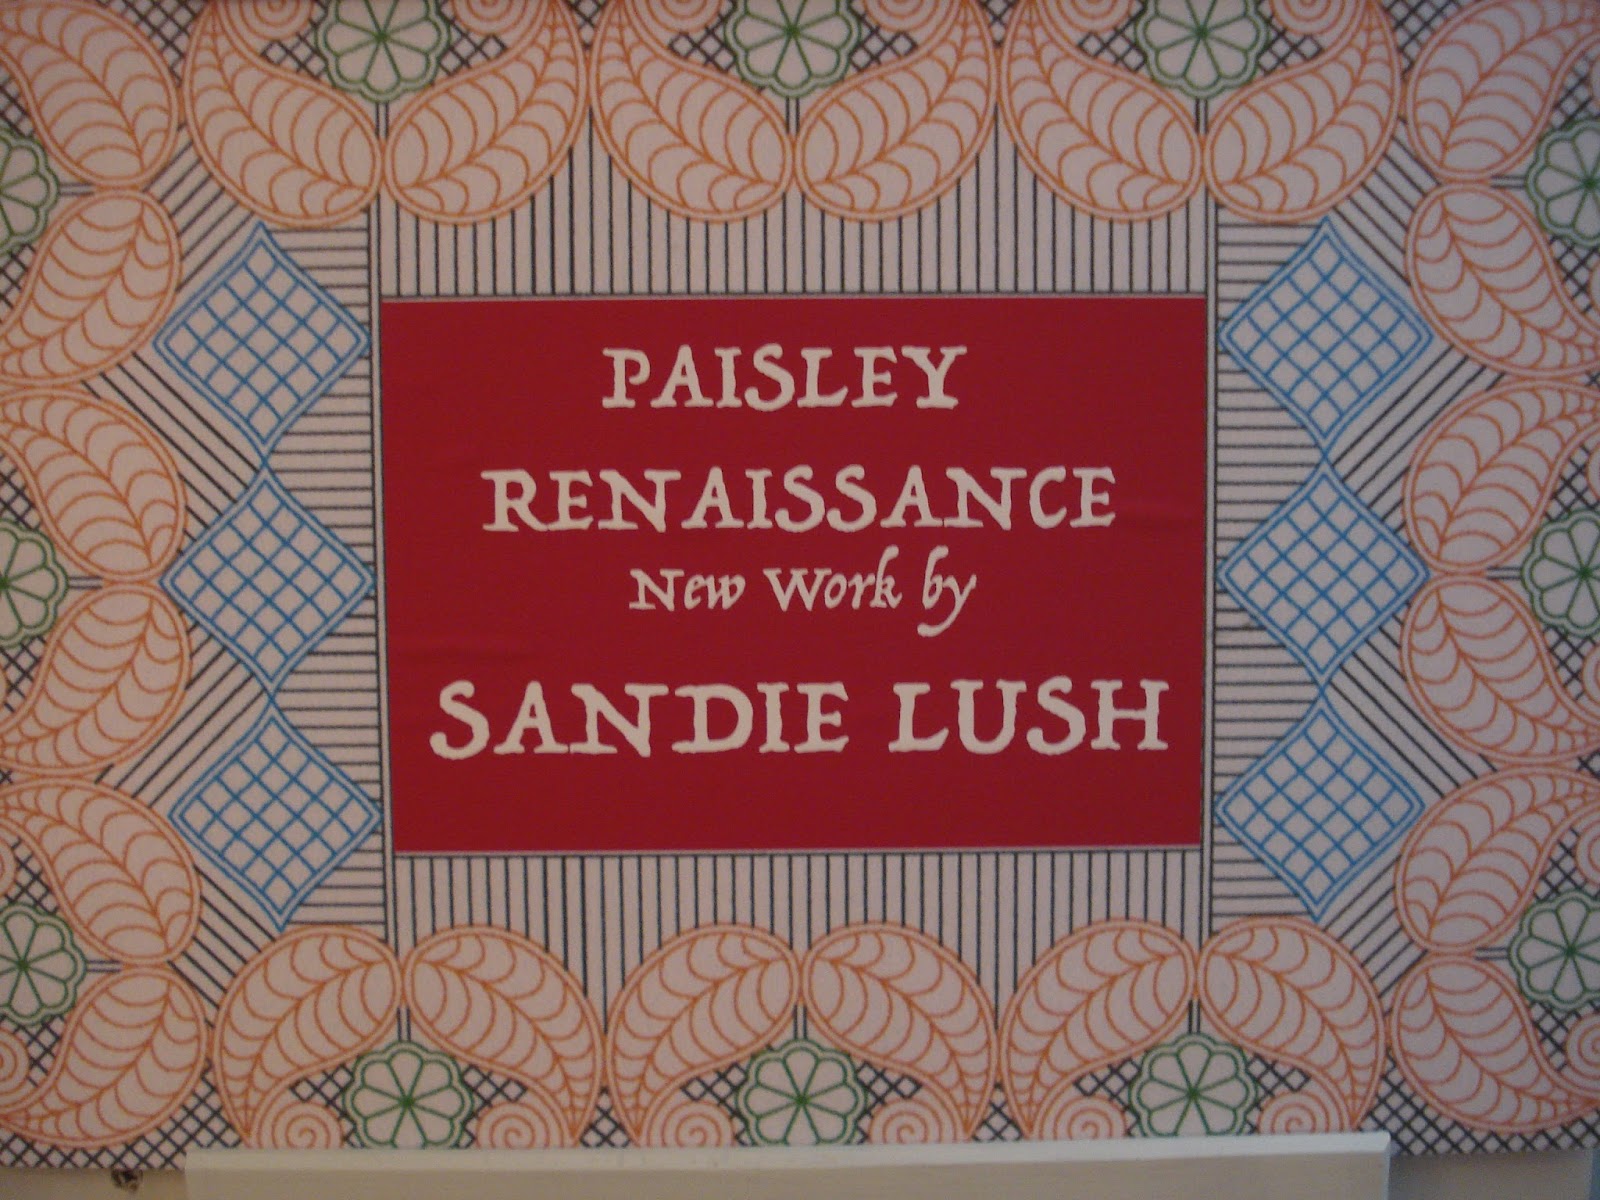 PAISLEY
RENAISSANCE
New Work by
SANDIE LUSH